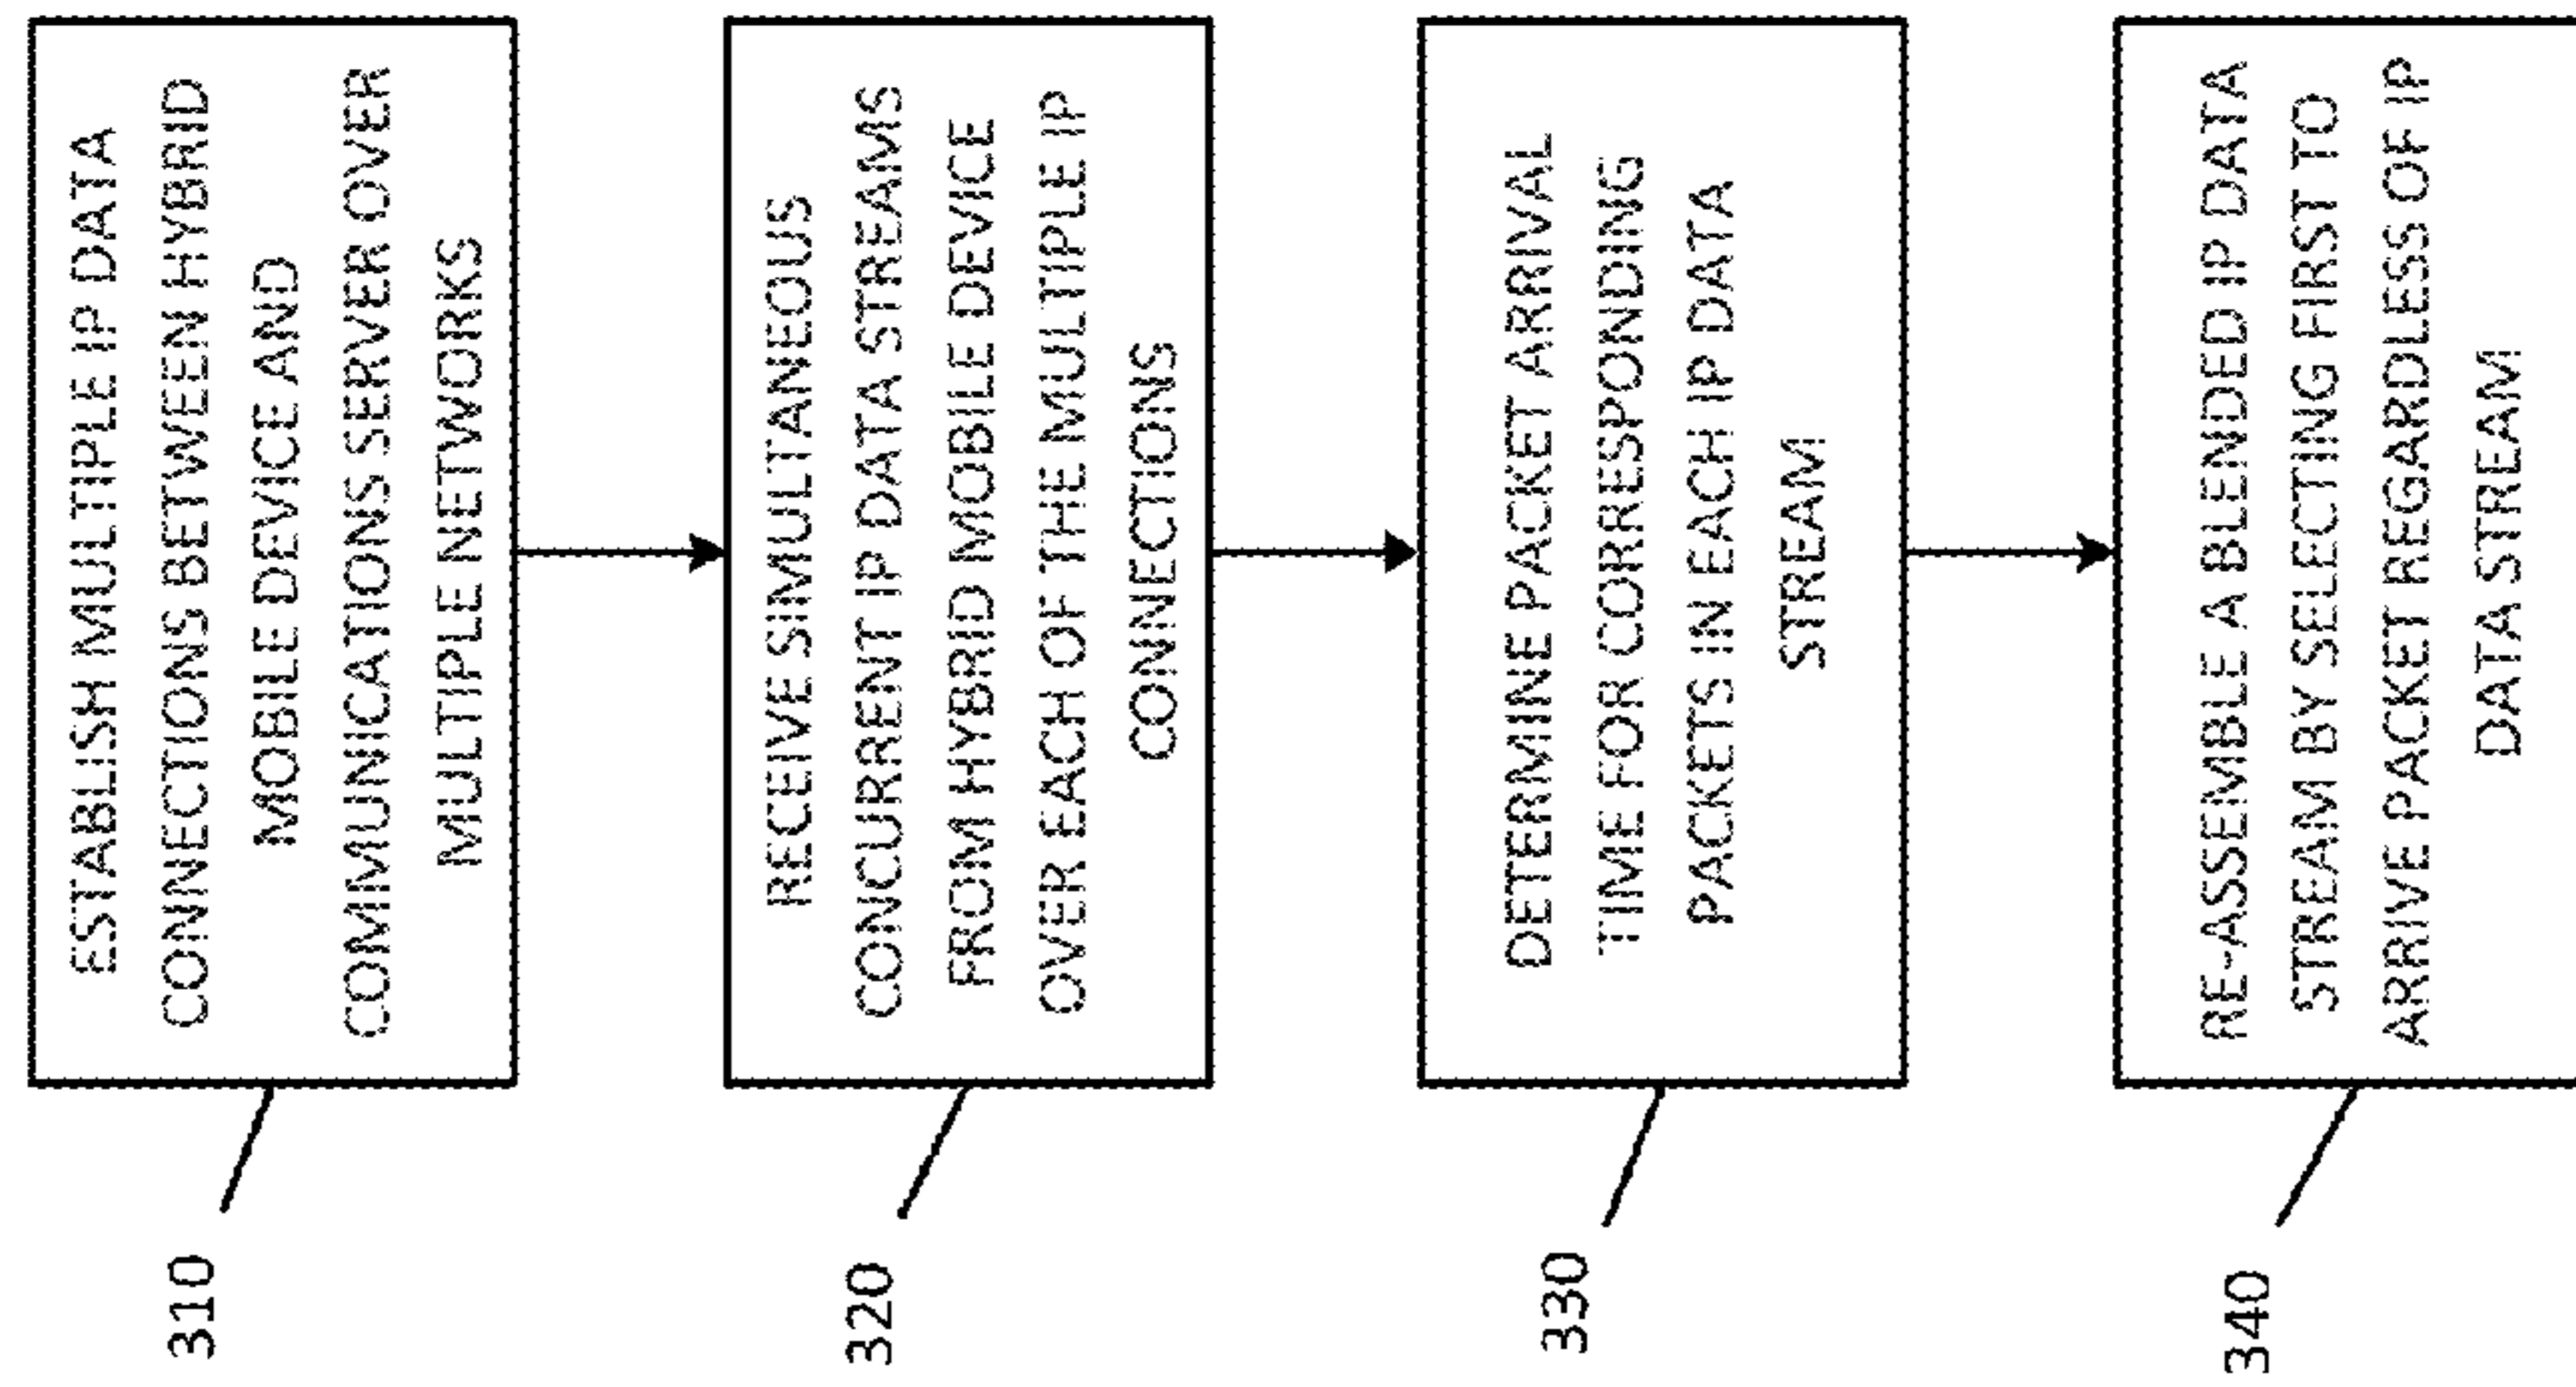 310
ESTABLISH MULTIPLE IP DATA
CONNECTIONS BETWEEN HYBRID
MOBILE DEVICE AND
COMMUNICATIONS SERVER OVER
MULTIPLE NETWORKS
320
RECEIVE SIMULTANEOUS
CONCURRENT IP DATA STREAMS
FROM HYBRID MOBILE DEVICE
OVER EACH OF THE MULTIPLE IP
CONNECTIONS
330
DETERMINE PACKET ARRIVAL
TIME FOR CORRESPONDING
PACKETS IN EACH IP DATA
STREAM
340
RE-ASSEMBLE A BLENDED IP DATA
STREAM BY SELECTING FIRST TO
ARRIVE PACKET REGARDLESS OF IP
DATA STREAM